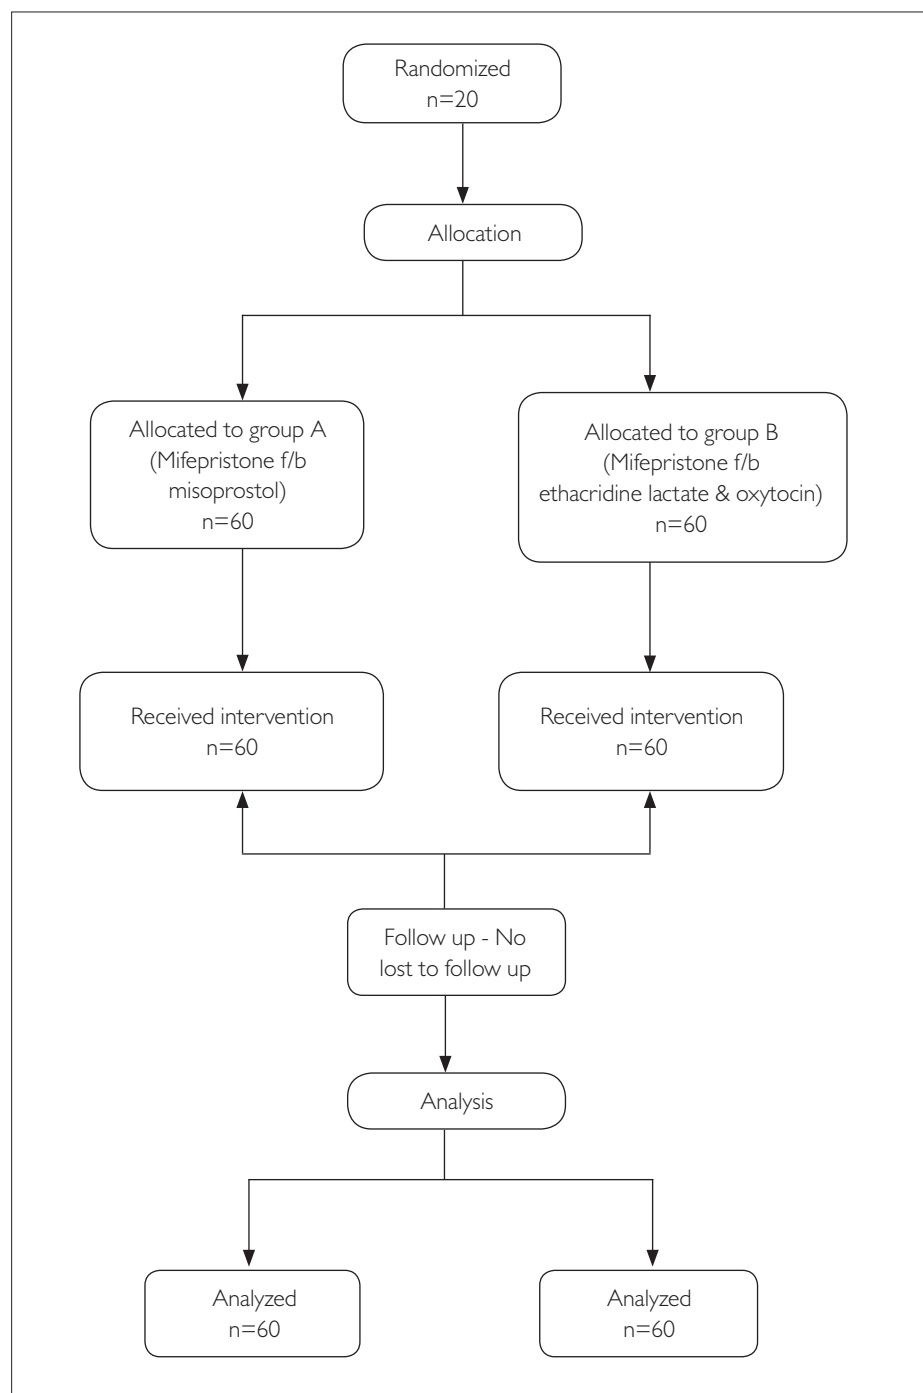 Randomized
n=20
Allocation
Allocated to group A
(Mifepristone f/b
misoprostol)
n=60
Allocated to group B
(Mifepristone f/b
ethacridine lactate & oxytocin)
n=60
Received intervention
n=60
Received intervention
n=60
Follow up - No
lost to follow up
Analysis
Analyzed
n=60
Analyzed
n=60